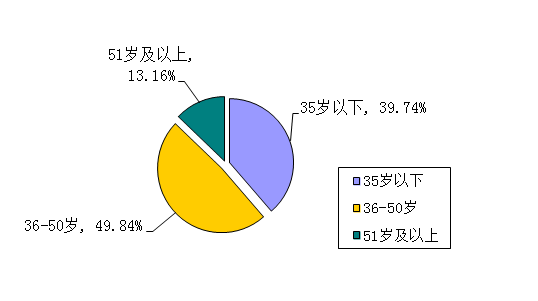 51岁及以上,
13.16%
35岁以下, 39.74%
36-50岁, 49.84%
35岁以下
36-50岁
51岁及以上